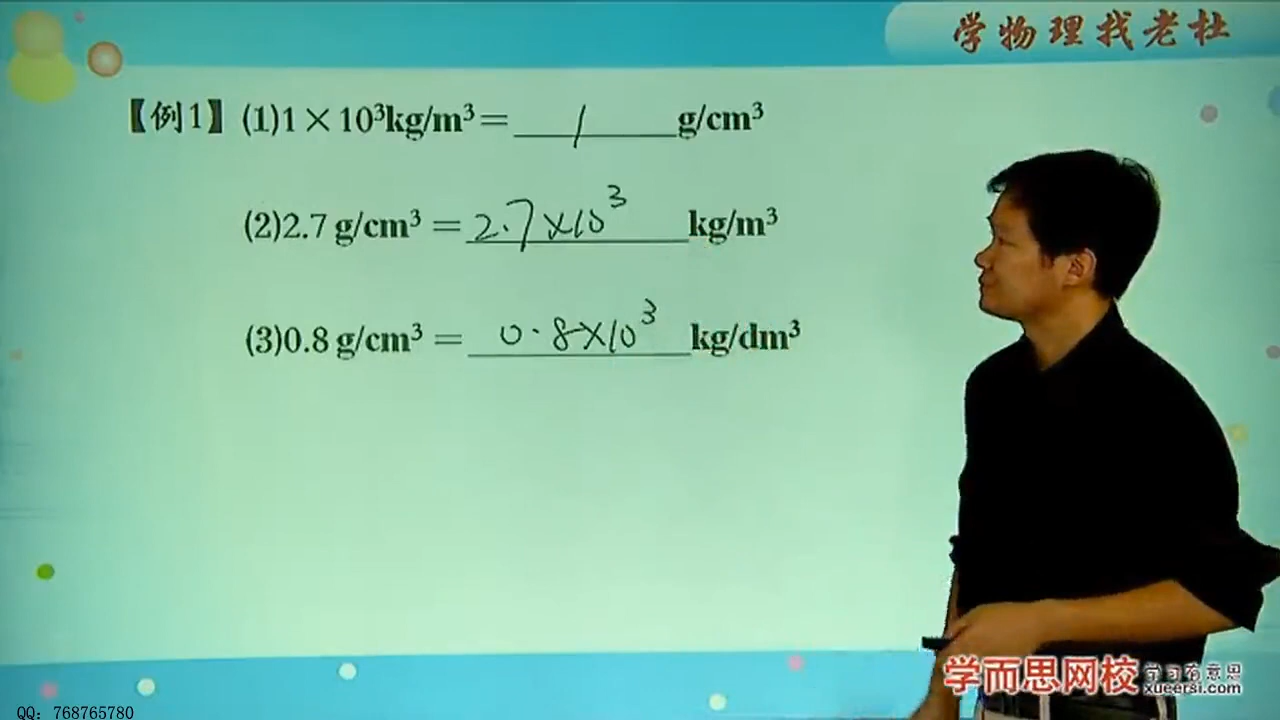 学物理找老杜
【例1】(1)1×10³kg/m³=___1___g/cm³
(2)2.7 g/cm³ = 2.7×10³ kg/m³
(3)0.8 g/cm³ = 0.8×10³ kg/dm³
学而思网校 学习有意思
xueersi.com
QQ: 768765780